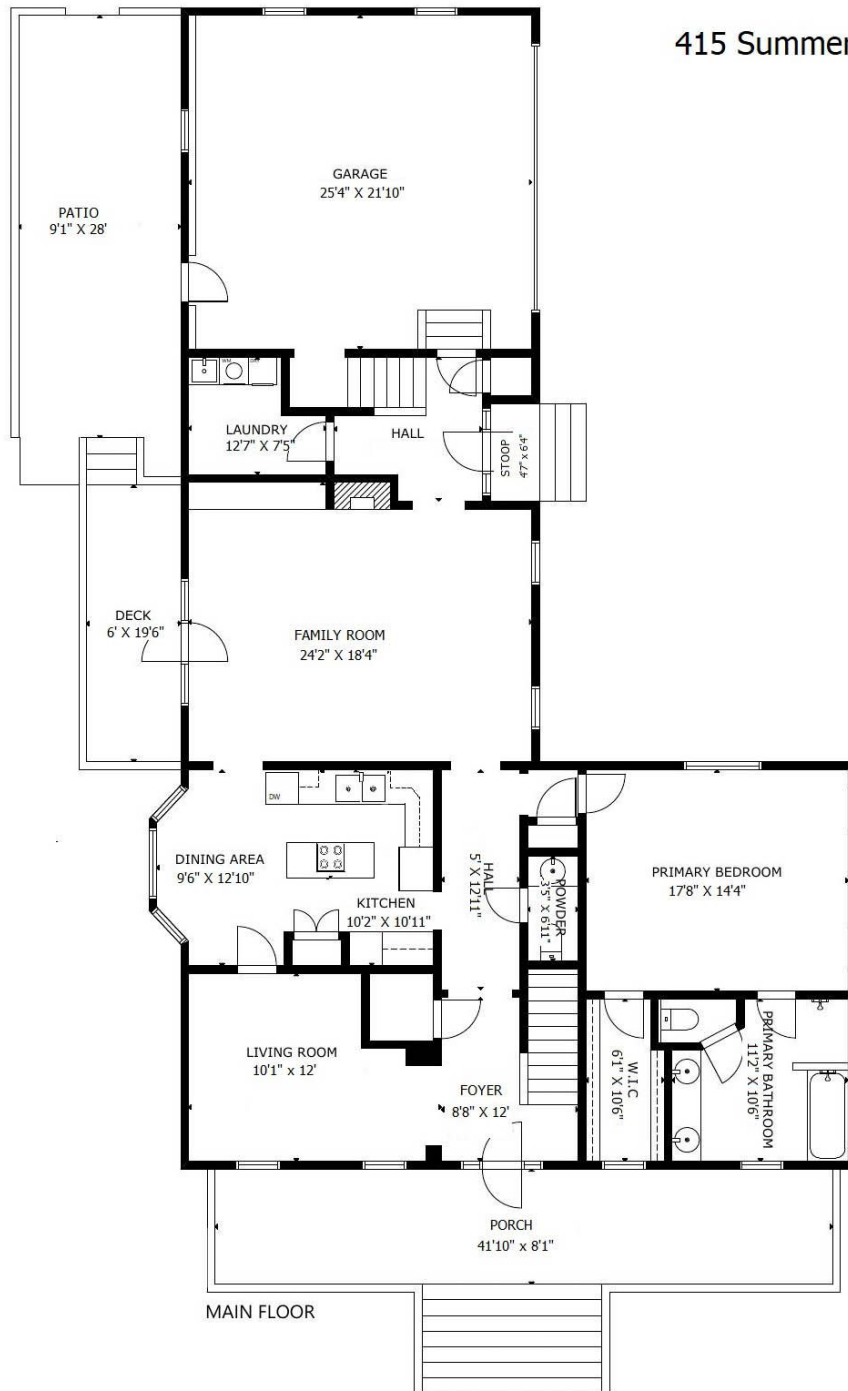 415 Summer
GARAGE
25'4" X 21'10"
PATIO
9'1" X 28'
LAUNDRY
12'7" X 7'5"
HALL
STOOP
4'7" x 6'4"
DECK
6' X 19'6"
FAMILY ROOM
24'2" X 18'4"
DW
DINING AREA
9'6" X 12'10"
KITCHEN
10'2" X 10'11"
HALL
5' X 12'11"
POWDER
3'5" X 6'11"
PRIMARY BEDROOM
17'8" X 14'4"
LIVING ROOM
10'1" x 12'
FOYER
8'8" X 12'
W.I.C
6'1" X 10'6"
PRIMARY BATHROOM
11'2" X 10'6"
PORCH
41'10" x 8'1"
MAIN FLOOR